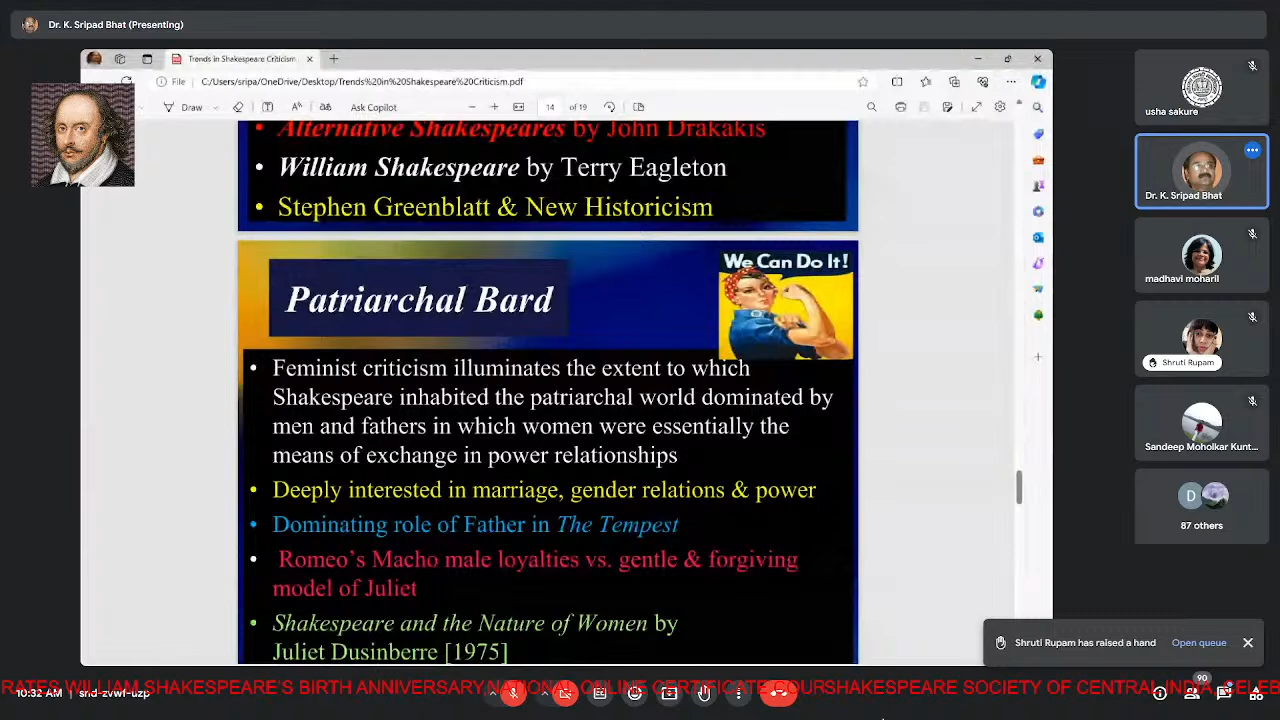 Dr. K. Sripad Bhat (Presenting)
Trends in Shakespeare Criticism
File
C:/Users/sripa/OneDrive/Desktop/Trends%20in%20Shakespeare%20Criticism.pdf
Draw
Ask Copilot
14 of 19
• Alternative Shakespeares by John Drakakis
• William Shakespeare by Terry Eagleton
• Stephen Greenblatt & New Historicism
We Can Do It!
Patriarchal Bard
• Feminist criticism illuminates the extent to which
Shakespeare inhabited the patriarchal world dominated by
men and fathers in which women were essentially the
means of exchange in power relationships
• Deeply interested in marriage, gender relations & power
• Dominating role of Father in The Tempest
• Romeo's Macho male loyalties vs. gentle & forgiving
model of Juliet
• Shakespeare and the Nature of Women by
Juliet Dusinberre [1975]
usha sakure
Dr. K. Sripad Bhat
madhavi moharil
Shruti Rupam
Sandeep Moholkar Kunt...
D
87 others
Shruti Rupam has raised a hand
Open queue
10:32 AM
90
RATES WILLIAM SHAKESPEARE'S BIRTH ANNIVERSARY NATIONAL ONLINE CERTIFICATE COURSHAKESPEARE SOCIETY OF CENTRAL INDIA, CELEB